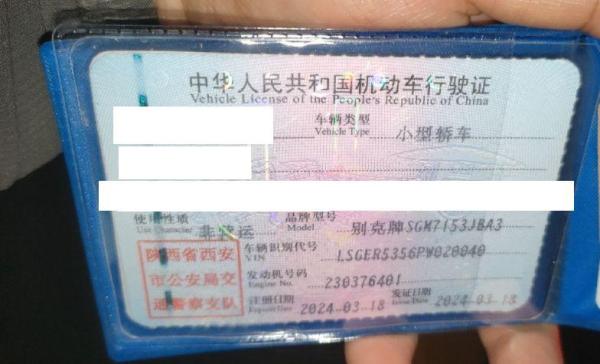 中华人民共和国机动车行驶证
Vehicle License of the People's Republic of China
车辆类型 小型轿车
Vehicle Type
使用性质 非营运 品牌型号 别克牌SGM7153JBA3
Use Character Model
车辆识别代号 LSGER5356PW020040
VIN
发动机号码 230376401
Engine No.
注册日期 2024-03-18 发证日期 2024-03-18
Register Date Issue Date
陕西省西安
市公安局交
通警察支队